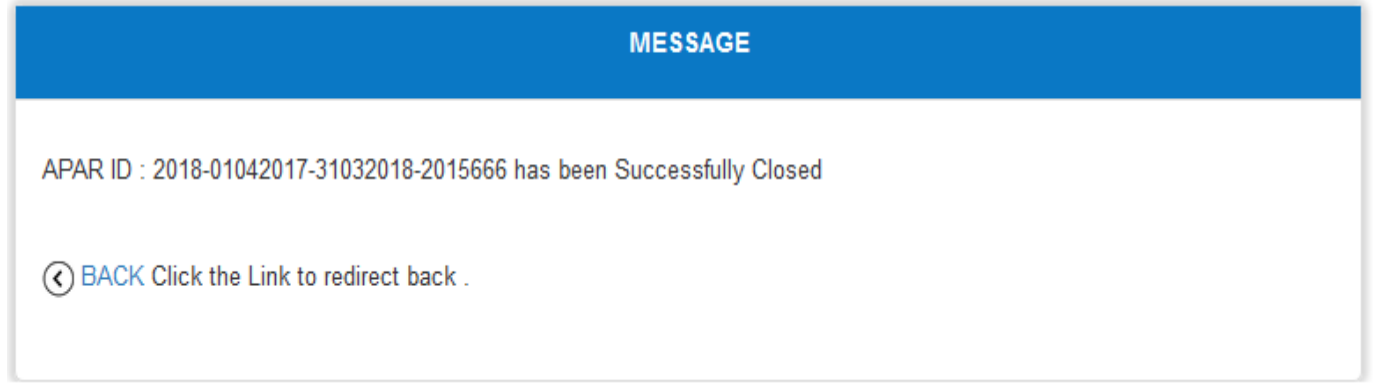 MESSAGE
APAR ID : 2018-01042017-31032018-2015666 has been Successfully Closed
BACK Click the Link to redirect back .